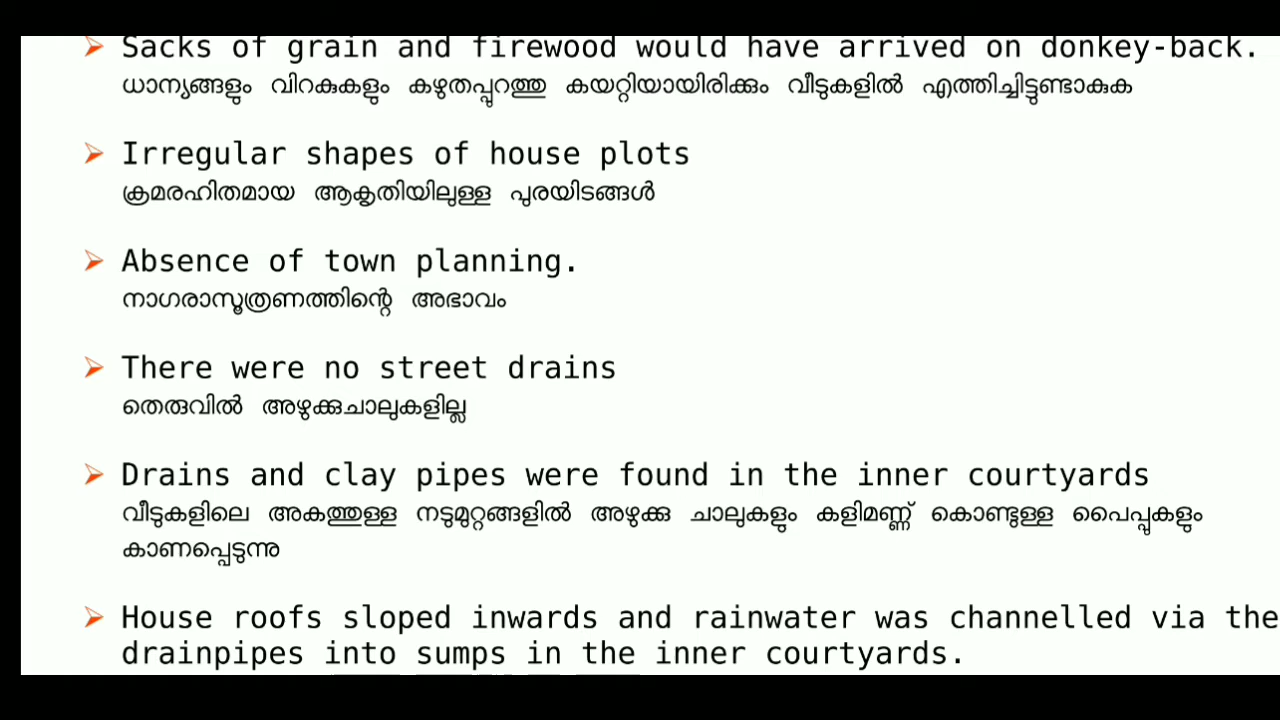 Sacks of grain and firewood would have arrived on donkey-back.
ധാന്യങ്ങളും വിറകുകളും കഴുതപ്പുറത്തു കയറ്റിയായിരിക്കും വീടുകളിൽ എത്തിച്ചിട്ടുണ്ടാകുക
Irregular shapes of house plots
ക്രമരഹിതമായ ആകൃതിയിലുള്ള പുരയിടങ്ങൾ
Absence of town planning.
നാഗരാസൂത്രണത്തിന്റെ അഭാവം
There were no street drains
തെരുവിൽ അഴുക്കുചാലുകളില്ല
Drains and clay pipes were found in the inner courtyards
വീടുകളിലെ അകത്തുള്ള നടുമുറ്റങ്ങളിൽ അഴുക്കു ചാലുകളും കളിമണ്ണ് കൊണ്ടുള്ള പൈപ്പുകളും
കാണപ്പെടുന്നു
House roofs sloped inwards and rainwater was channelled via the
drainpipes into sumps in the inner courtyards.